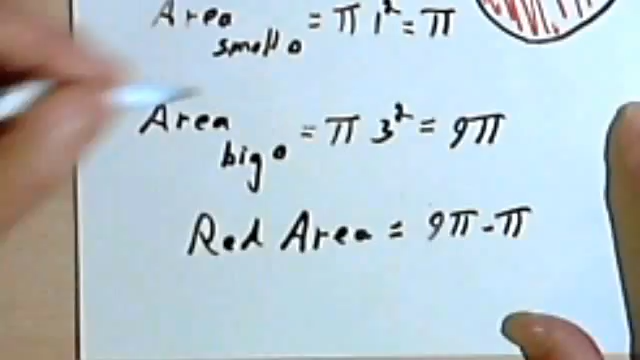 Area small o = π 1² = π
Area big o = π 3² = 9π
Red Area = 9π - π